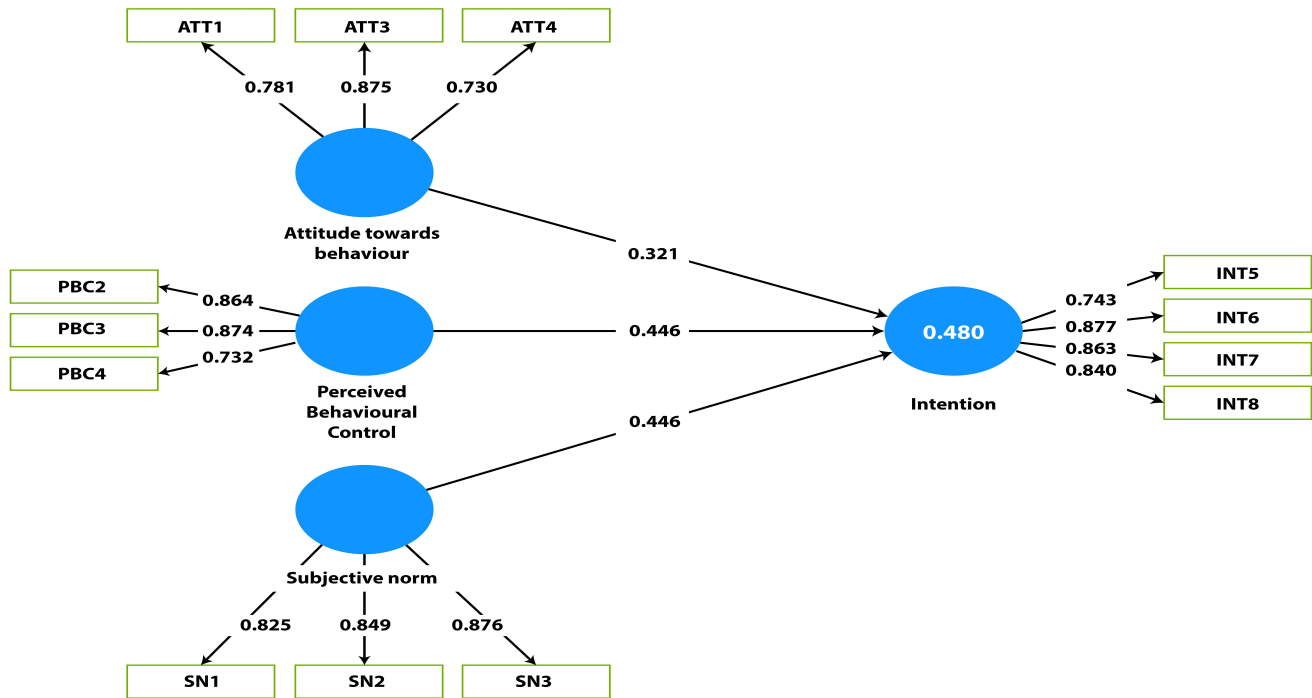 ATT1 ATT3 ATT4
0.781 0.875 0.730
Attitude towards
behaviour
0.321
PBC2
PBC3
PBC4
0.864
0.874
0.732
Perceived
Behavioural
Control
0.446
0.446
0.480
Intention
0.743
0.877
0.863
0.840
INT5
INT6
INT7
INT8
Subjective norm
0.825 0.849 0.876
SN1 SN2 SN3